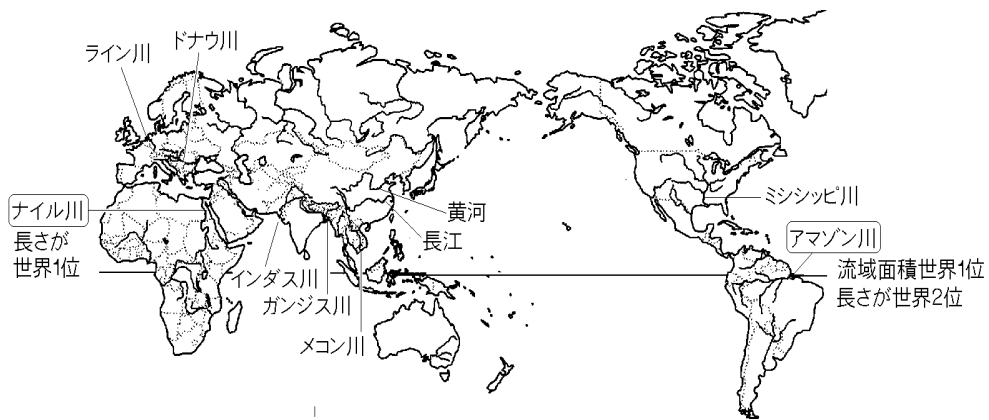 ドナウ川
ライン川
ナイル川
長さが
世界1位
黄河
長江
インダス川
ガンジス川
メコン川
ミシシッピ川
アマゾン川
流域面積世界1位
長さが世界2位